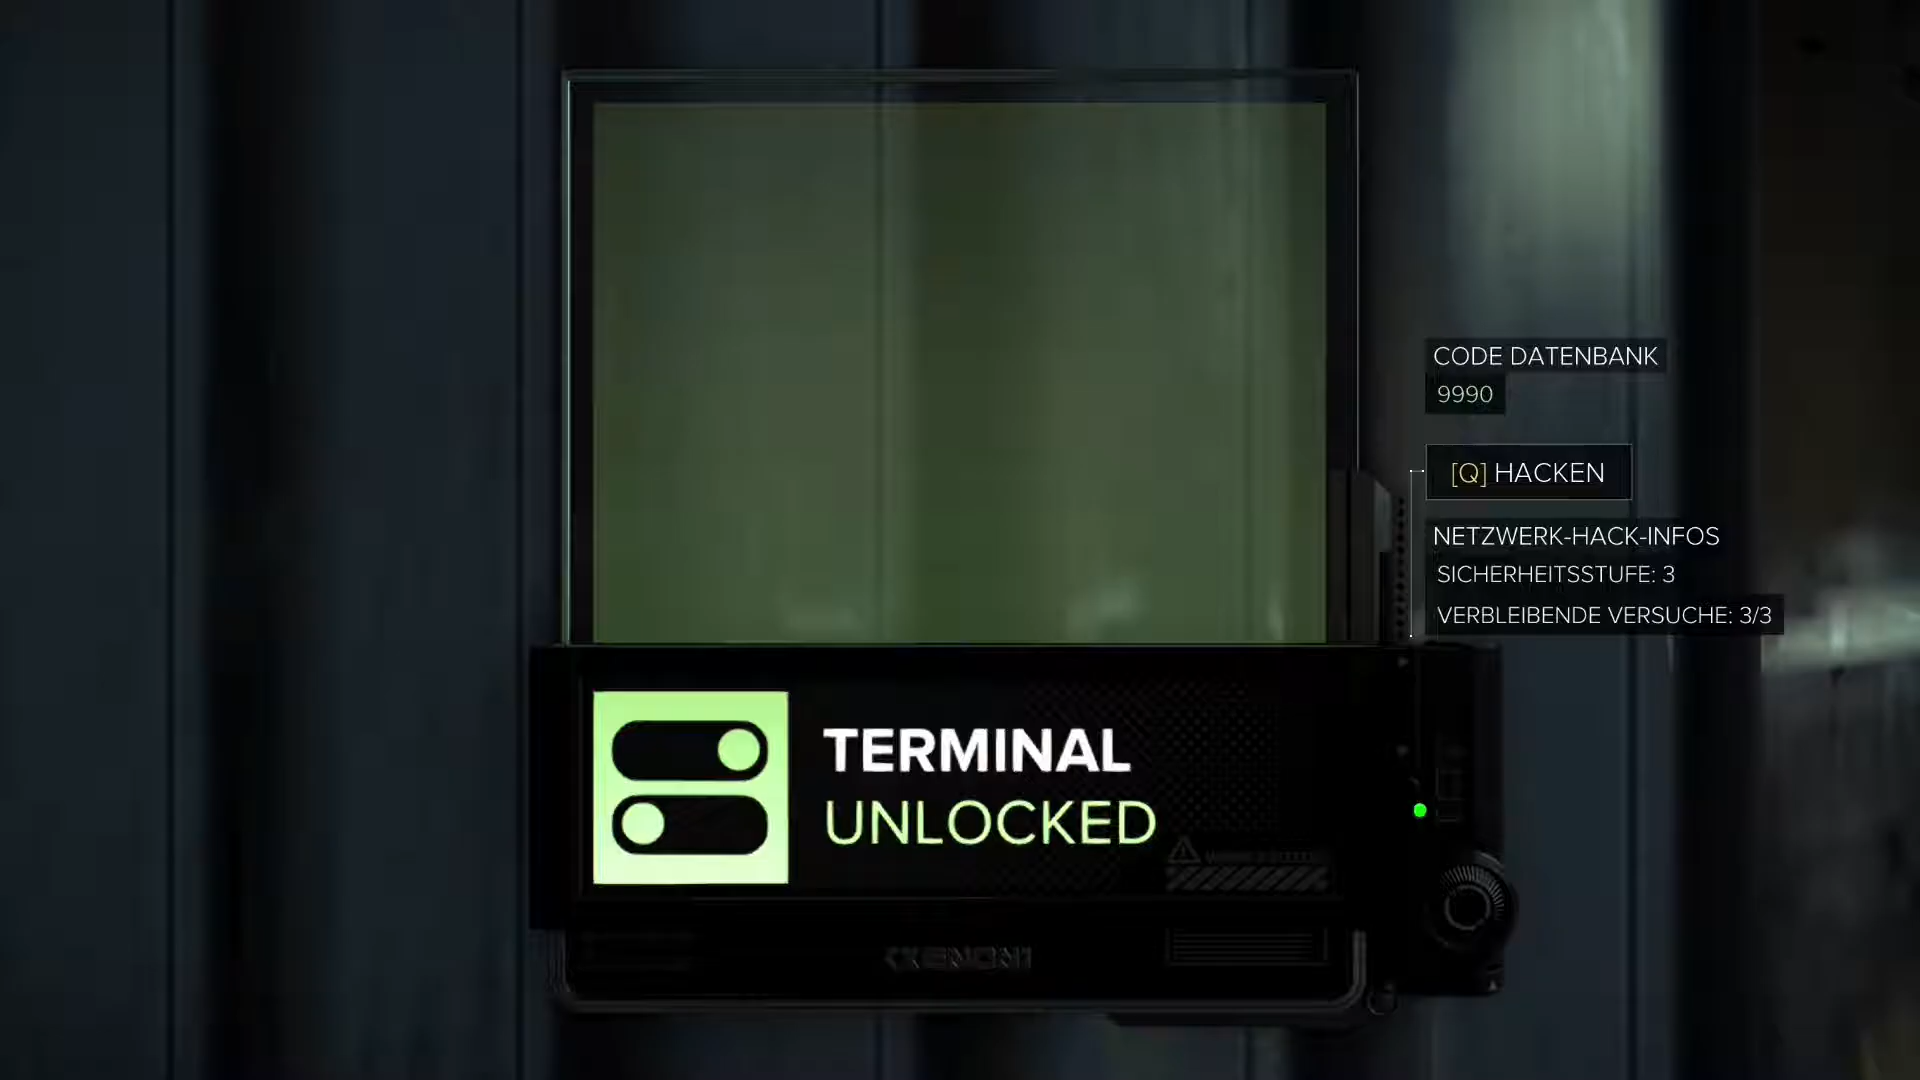 CODE DATENBANK
9990
[Q] HACKEN
NETZWERK-HACK-INFOS
SICHERHEITSSTUFE: 3
VERBLEIBENDE VERSUCHE: 3/3
TERMINAL
UNLOCKED